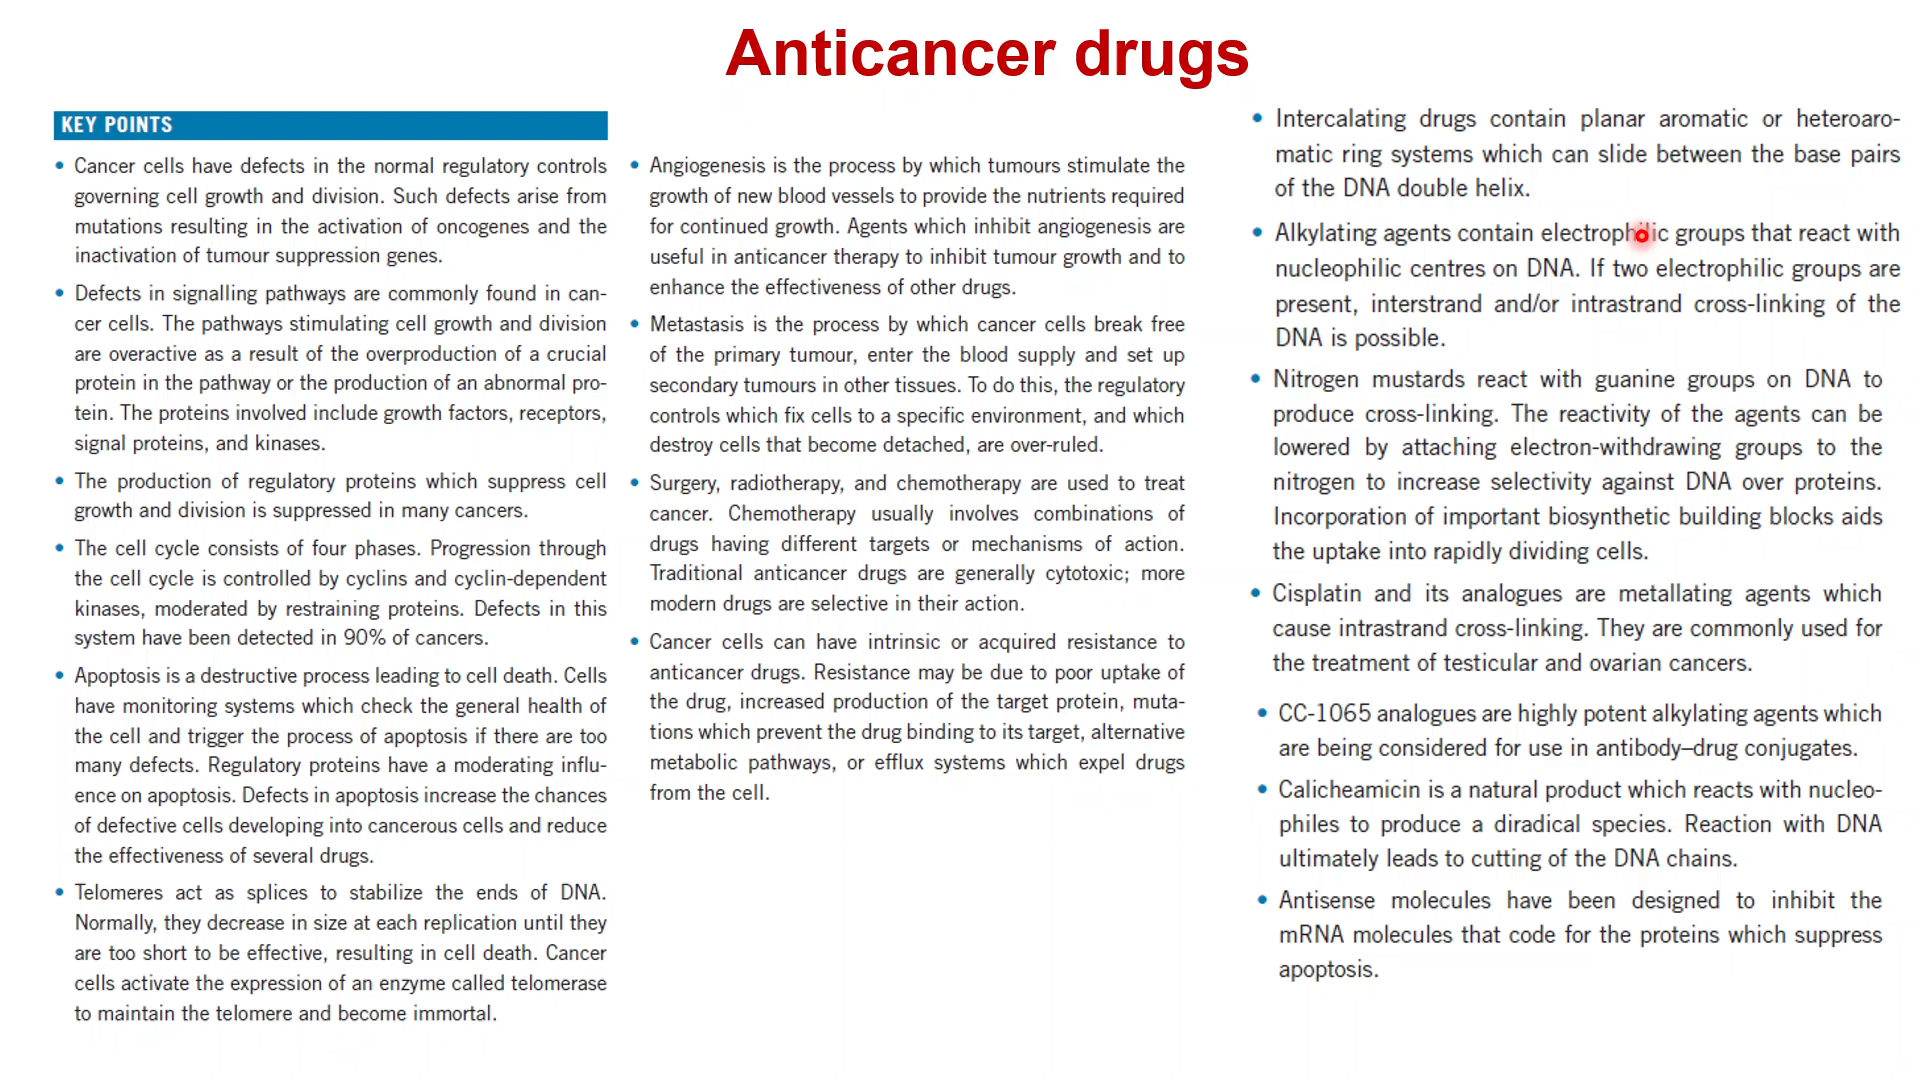 Anticancer drugs
KEY POINTS
• Cancer cells have defects in the normal regulatory controls
governing cell growth and division. Such defects arise from
mutations resulting in the activation of oncogenes and the
inactivation of tumour suppression genes.
• Defects in signalling pathways are commonly found in can-
cer cells. The pathways stimulating cell growth and division
are overactive as a result of the overproduction of a crucial
protein in the pathway or the production of an abnormal pro-
tein. The proteins involved include growth factors, receptors,
signal proteins, and kinases.
• The production of regulatory proteins which suppress cell
growth and division is suppressed in many cancers.
• The cell cycle consists of four phases. Progression through
the cell cycle is controlled by cyclins and cyclin-dependent
kinases, moderated by restraining proteins. Defects in this
system have been detected in 90% of cancers.
• Apoptosis is a destructive process leading to cell death. Cells
have monitoring systems which check the general health of
the cell and trigger the process of apoptosis if there are too
many defects. Regulatory proteins have a moderating influ-
ence on apoptosis. Defects in apoptosis increase the chances
of defective cells developing into cancerous cells and reduce
the effectiveness of several drugs.
• Telomeres act as splices to stabilize the ends of DNA.
Normally, they decrease in size at each replication until they
are too short to be effective, resulting in cell death. Cancer
cells activate the expression of an enzyme called telomerase
to maintain the telomere and become immortal.
• Angiogenesis is the process by which tumours stimulate the
growth of new blood vessels to provide the nutrients required
for continued growth. Agents which inhibit angiogenesis are
useful in anticancer therapy to inhibit tumour growth and to
enhance the effectiveness of other drugs.
• Metastasis is the process by which cancer cells break free
of the primary tumour, enter the blood supply and set up
secondary tumours in other tissues. To do this, the regulatory
controls which fix cells to a specific environment, and which
destroy cells that become detached, are over-ruled.
• Surgery, radiotherapy, and chemotherapy are used to treat
cancer. Chemotherapy usually involves combinations of
drugs having different targets or mechanisms of action.
Traditional anticancer drugs are generally cytotoxic; more
modern drugs are selective in their action.
• Cancer cells can have intrinsic or acquired resistance to
anticancer drugs. Resistance may be due to poor uptake of
the drug, increased production of the target protein, muta-
tions which prevent the drug binding to its target, alternative
metabolic pathways, or efflux systems which expel drugs
from the cell.
• Intercalating drugs contain planar aromatic or heteroaro-
matic ring systems which can slide between the base pairs
of the DNA double helix.
• Alkylating agents contain electrophilic groups that react with
nucleophilic centres on DNA. If two electrophilic groups are
present, interstrand and/or intrastrand cross-linking of the
DNA is possible.
• Nitrogen mustards react with guanine groups on DNA to
produce cross-linking. The reactivity of the agents can be
lowered by attaching electron-withdrawing groups to the
nitrogen to increase selectivity against DNA over proteins.
Incorporation of important biosynthetic building blocks aids
the uptake into rapidly dividing cells.
• Cisplatin and its analogues are metallating agents which
cause intrastrand cross-linking. They are commonly used for
the treatment of testicular and ovarian cancers.
• CC-1065 analogues are highly potent alkylating agents which
are being considered for use in antibody–drug conjugates.
• Calicheamicin is a natural product which reacts with nucleo-
philes to produce a diradical species. Reaction with DNA
ultimately leads to cutting of the DNA chains.
• Antisense molecules have been designed to inhibit the
mRNA molecules that code for the proteins which suppress
apoptosis.